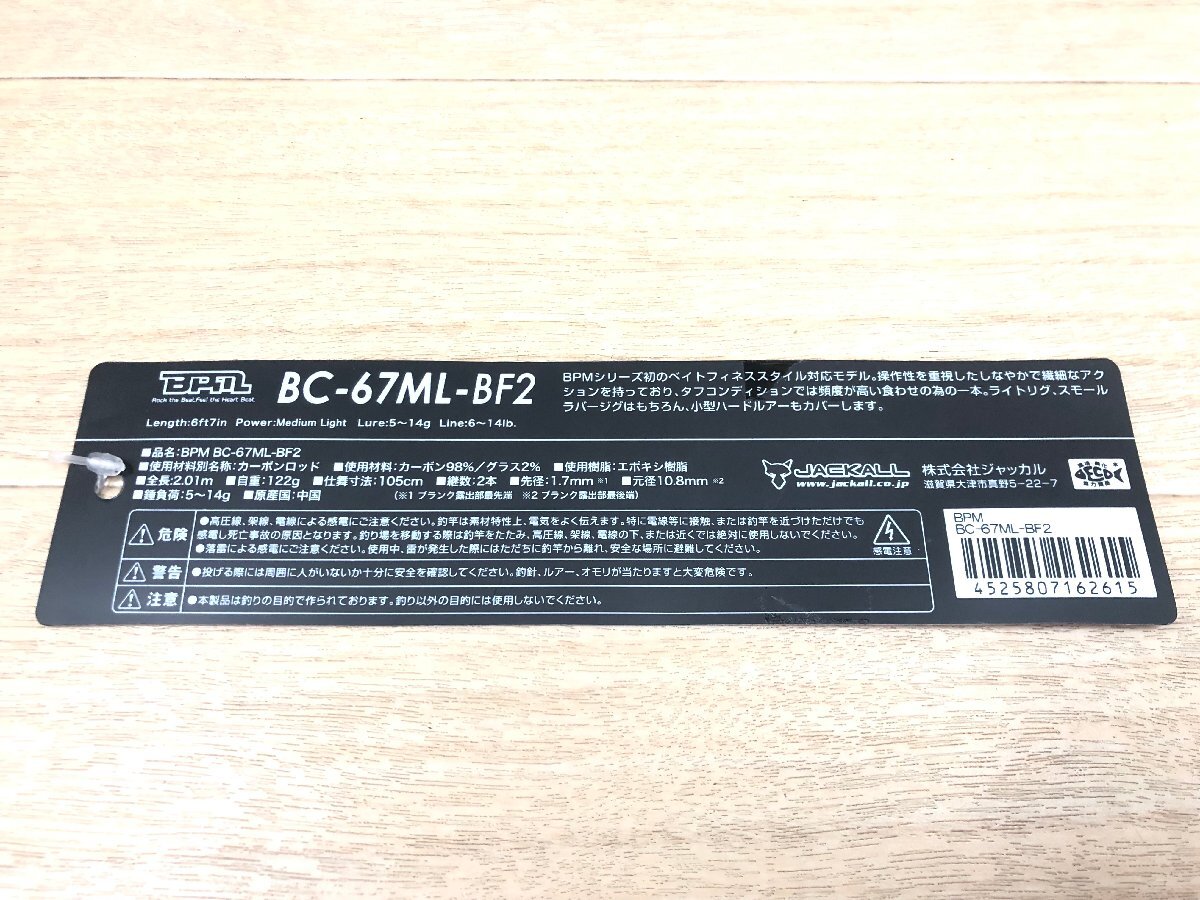 BPM
Rock the Beat, Feel the Heart Beat.
BC-67ML-BF2
Length:6ft7in Power:Medium Light Lure:5〜14g Line:6〜14lb.
BPMシリーズ初のベイトフィネススタイル対応モデル。操作性を重視したしなやかで繊細なアク
ションを持っており、タフコンディションでは頻度が高い食わせの為の一本。ライトリグ、スモール
ラバージグはもちろん、小型ハードルアーもカバーします。
■品名:BPM BC-67ML-BF2
■使用材料別名称:カーボンロッド ■使用材料:カーボン98%/グラス2% ■使用樹脂:エポキシ樹脂
■全長:2.01m ■自重:122g ■仕舞寸法:105cm ■継数:2本 ■先径:1.7mm ※1 ■元径10.8mm ※2
■錘負荷:5〜14g ■原産国:中国 (※1 ブランク露出部最先端 ※2 ブランク露出部最後端)
JACKALL
www.jackall.co.jp
株式会社ジャッカル
滋賀県大津市真野5-22-7
危険
●高圧線、架線、電線による感電にご注意ください。釣竿は素材特性上、電気をよく伝えます。特に電線等に接触、または釣竿を近づけただけでも
感電し死亡事故の原因となります。釣り場を移動する際は釣竿をたたみ、高圧線、架線、電線の下、または近くでは絶対に使用しないでください。
●落雷による感電にご注意ください。使用中、雷が発生した際にはただちに釣竿から離れ、安全な場所に避難してください。
感電注意
警告
●投げる際には周囲に人がいないか十分に安全を確認してください。釣針、ルアー、オモリが当たりますと大変危険です。
注意
●本製品は釣りの目的で作られております。釣り以外の目的には使用しないでください。
BPM
BC-67ML-BF2
4525807162615